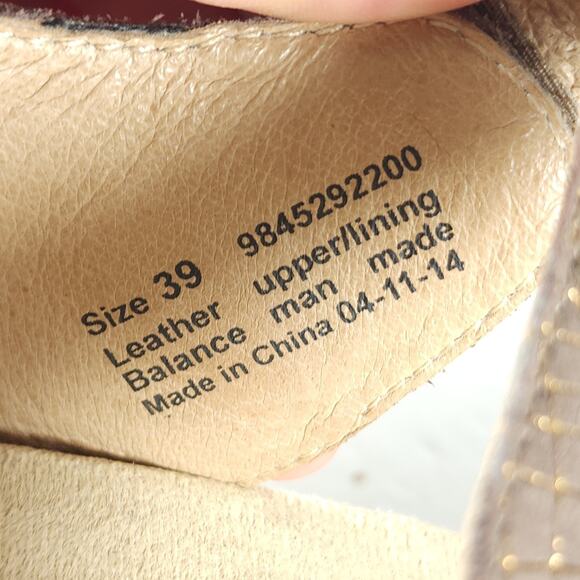 Size 39 9845292200
Leather upper/lining
Balance man made
Made in China 04-11-14